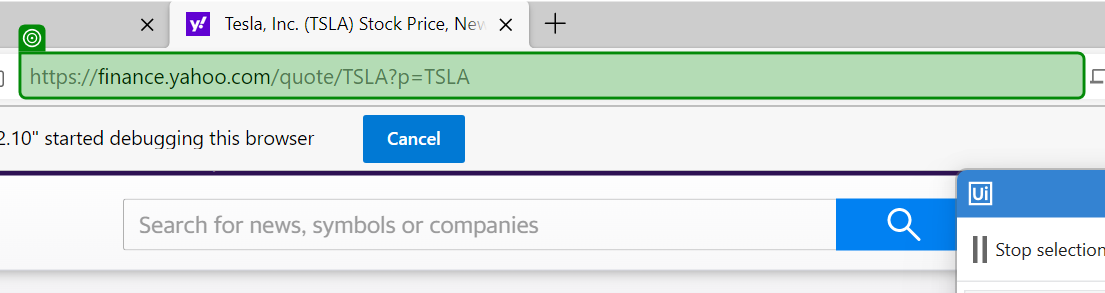 y! Tesla, Inc. (TSLA) Stock Price, New
https://finance.yahoo.com/quote/TSLA?p=TSLA
2.10" started debugging this browser Cancel
Search for news, symbols or companies
Ui
Stop selection